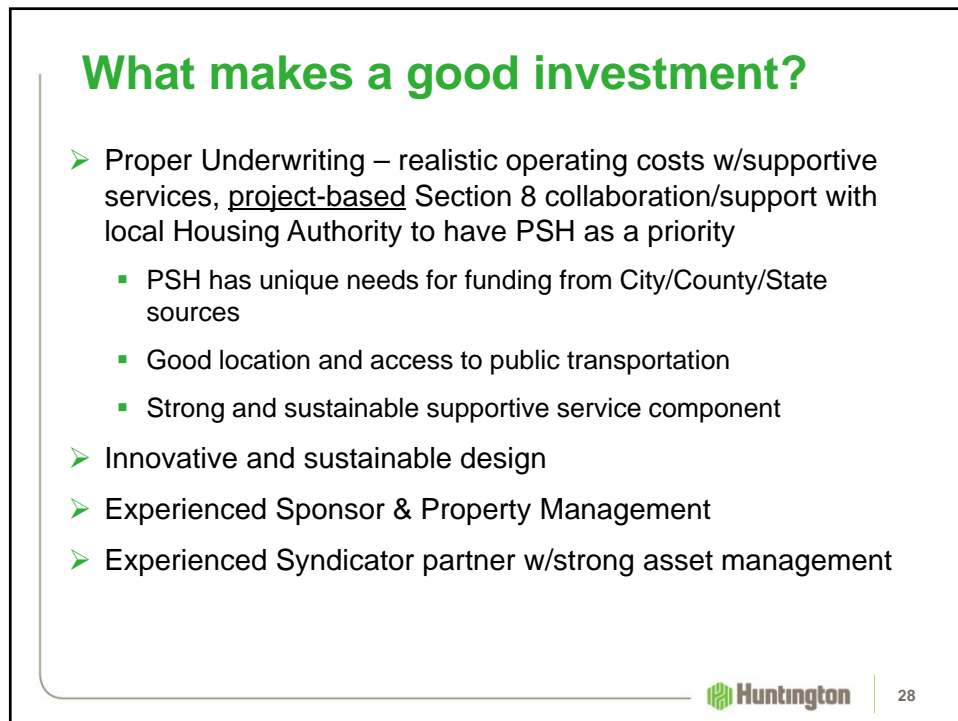 What makes a good investment?
➢ Proper Underwriting – realistic operating costs w/supportive
services, project-based Section 8 collaboration/support with
local Housing Authority to have PSH as a priority
▪ PSH has unique needs for funding from City/County/State
sources
▪ Good location and access to public transportation
▪ Strong and sustainable supportive service component
➢ Innovative and sustainable design
➢ Experienced Sponsor & Property Management
➢ Experienced Syndicator partner w/strong asset management
Huntington
28